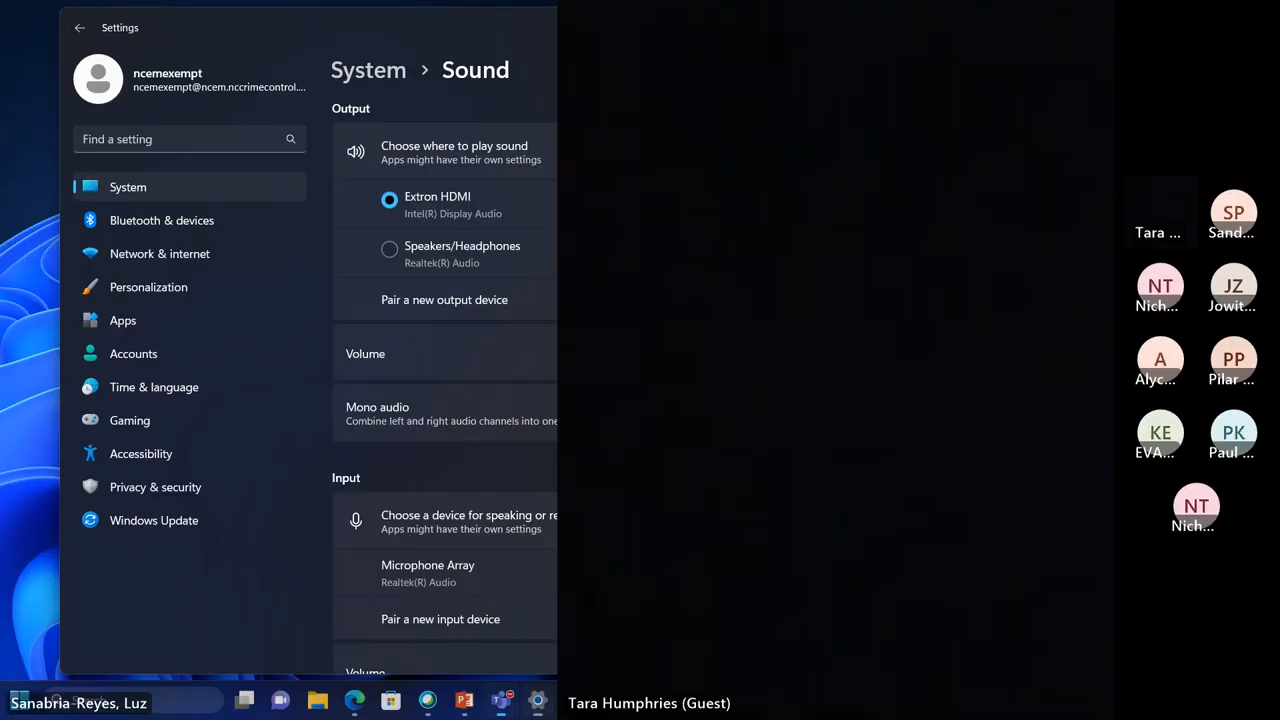 Settings
ncemexempt
ncemexempt@ncem.nccrimecontrol....
Find a setting
System
Bluetooth & devices
Network & internet
Personalization
Apps
Accounts
Time & language
Gaming
Accessibility
Privacy & security
Windows Update
System > Sound
Output
Choose where to play sound
Apps might have their own settings
Extron HDMI
Intel(R) Display Audio
Speakers/Headphones
Realtek(R) Audio
Pair a new output device
Volume
Mono audio
Combine left and right audio channels into one
Input
Choose a device for speaking or re
Apps might have their own settings
Microphone Array
Realtek(R) Audio
Pair a new input device
Volume
Sanabria-Reyes, Luz
Tara Humphries (Guest)
Tara ...
SP
Sand...
NT
Nich...
JZ
Jowit...
A
Alyc...
PP
Pilar ...
KE
EVA...
PK
Paul ...
NT
Nich...